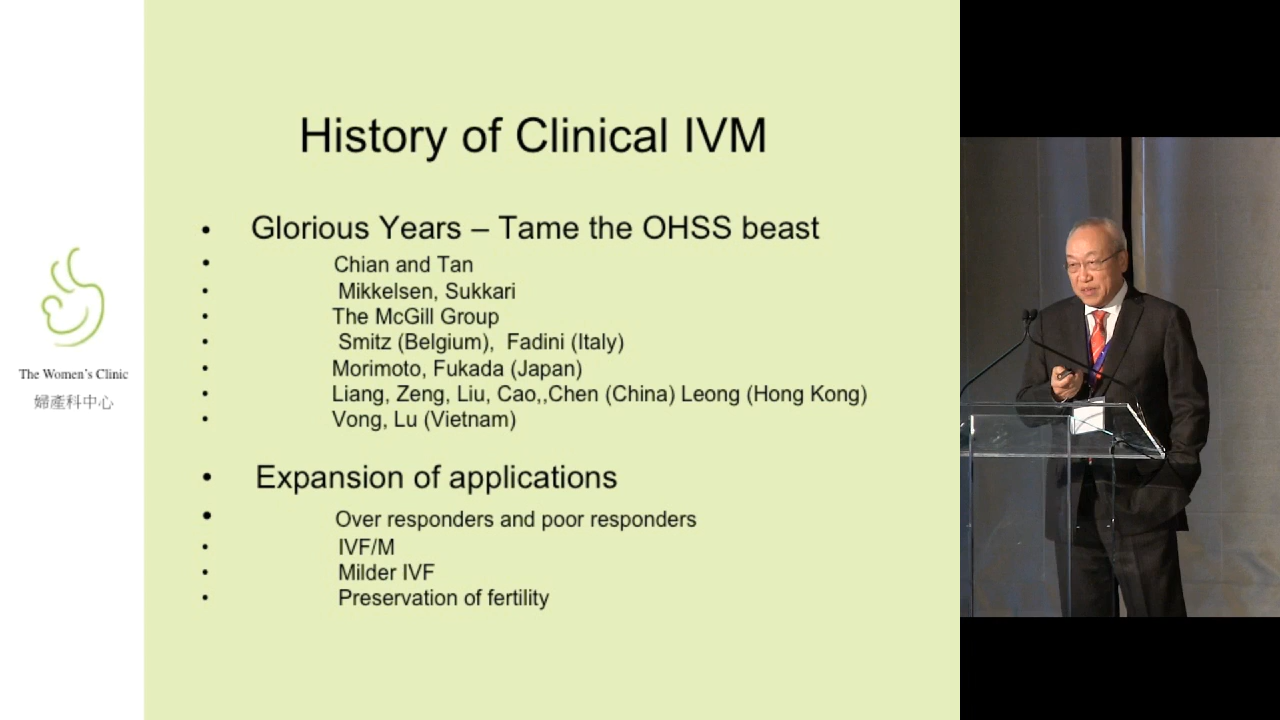 History of Clinical IVM
• Glorious Years – Tame the OHSS beast
• Chian and Tan
• Mikkelsen, Sukkari
• The McGill Group
• Smitz (Belgium), Fadini (Italy)
• Morimoto, Fukada (Japan)
• Liang, Zeng, Liu, Cao,,Chen (China) Leong (Hong Kong)
• Vong, Lu (Vietnam)
• Expansion of applications
• Over responders and poor responders
• IVF/M
• Milder IVF
• Preservation of fertility
The Women's Clinic
婦產科中心